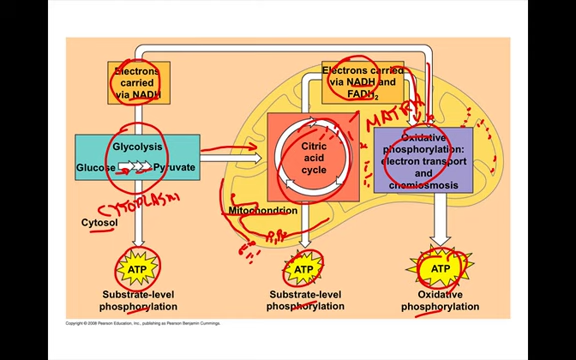 Electrons
carried
via NADH
Electrons carried
via NADH and
FADH₂
MATRIX
Glycolysis
Glucose
Pyruvate
Citric
acid
cycle
Oxidative
phosphorylation:
electron transport
and
chemiosmosis
CYTOPLASM
Mitochondrion
Cytosol
ATP
ATP
ATP
Substrate-level
phosphorylation
Substrate-level
phosphorylation
Oxidative
phosphorylation
Copyright © 2008 Pearson Education, Inc., publishing as Pearson Benjamin Cummings.